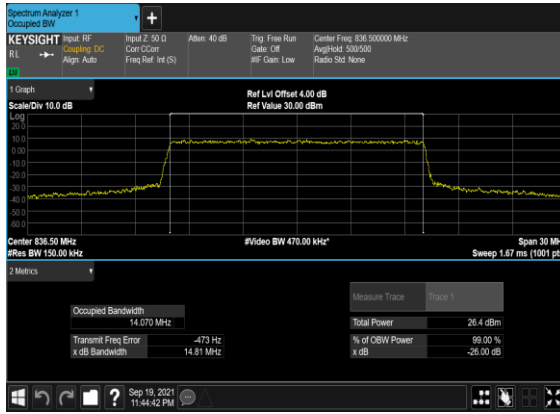 Spectrum Analyzer 1
Occupied BW
KEYSIGHT
RL
Input: RF
Coupling: DC
Align: Auto
Input Z: 50 Ω
Corr CCorr
Freq Ref: Int (S)
Atten: 40 dB
Trig: Free Run
Gate: Off
#IF Gain: Low
Center Freq: 836.500000 MHz
Avg|Hold: 500/500
Radio Std: None
1 Graph
Scale/Div 10.0 dB
Ref Lvl Offset 4.00 dB
Ref Value 30.00 dBm
Log
20.0
10.0
0.00
-10.0
-20.0
-30.0
-40.0
-50.0
-60.0
Center 836.50 MHz
#Video BW 470.00 kHz*
Span 30 MH
#Res BW 150.00 kHz
Sweep 1.67 ms (1001 pt
2 Metrics
Measure Trace Trace 1
Occupied Bandwidth
14.070 MHz
Total Power 26.4 dBm
Transmit Freq Error -473 Hz
% of OBW Power 99.00 %
x dB Bandwidth 14.81 MHz
x dB -26.00 dB
?
Sep 19, 2021
11:44:42 PM